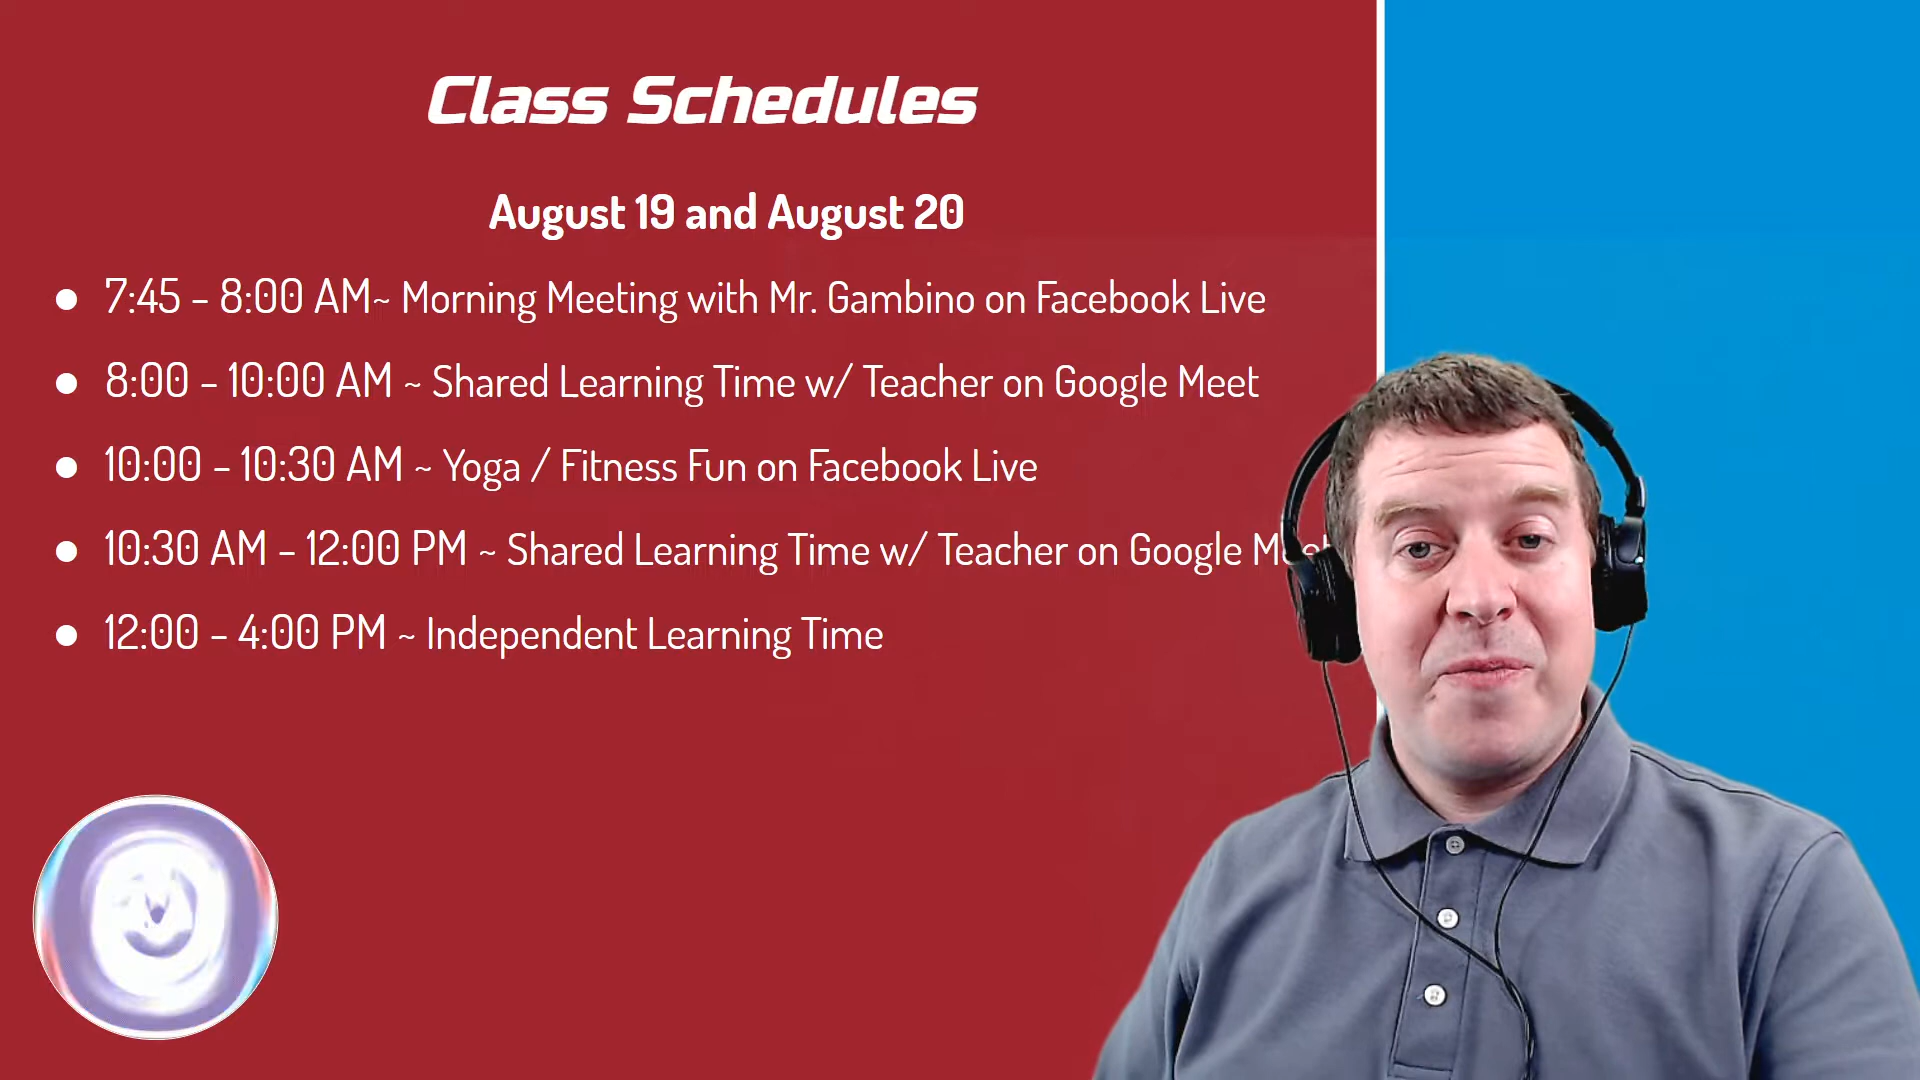 Class Schedules
August 19 and August 20
● 7:45 – 8:00 AM~ Morning Meeting with Mr. Gambino on Facebook Live
● 8:00 – 10:00 AM ~ Shared Learning Time w/ Teacher on Google Meet
● 10:00 – 10:30 AM ~ Yoga / Fitness Fun on Facebook Live
● 10:30 AM – 12:00 PM ~ Shared Learning Time w/ Teacher on Google Meet
● 12:00 – 4:00 PM ~ Independent Learning Time